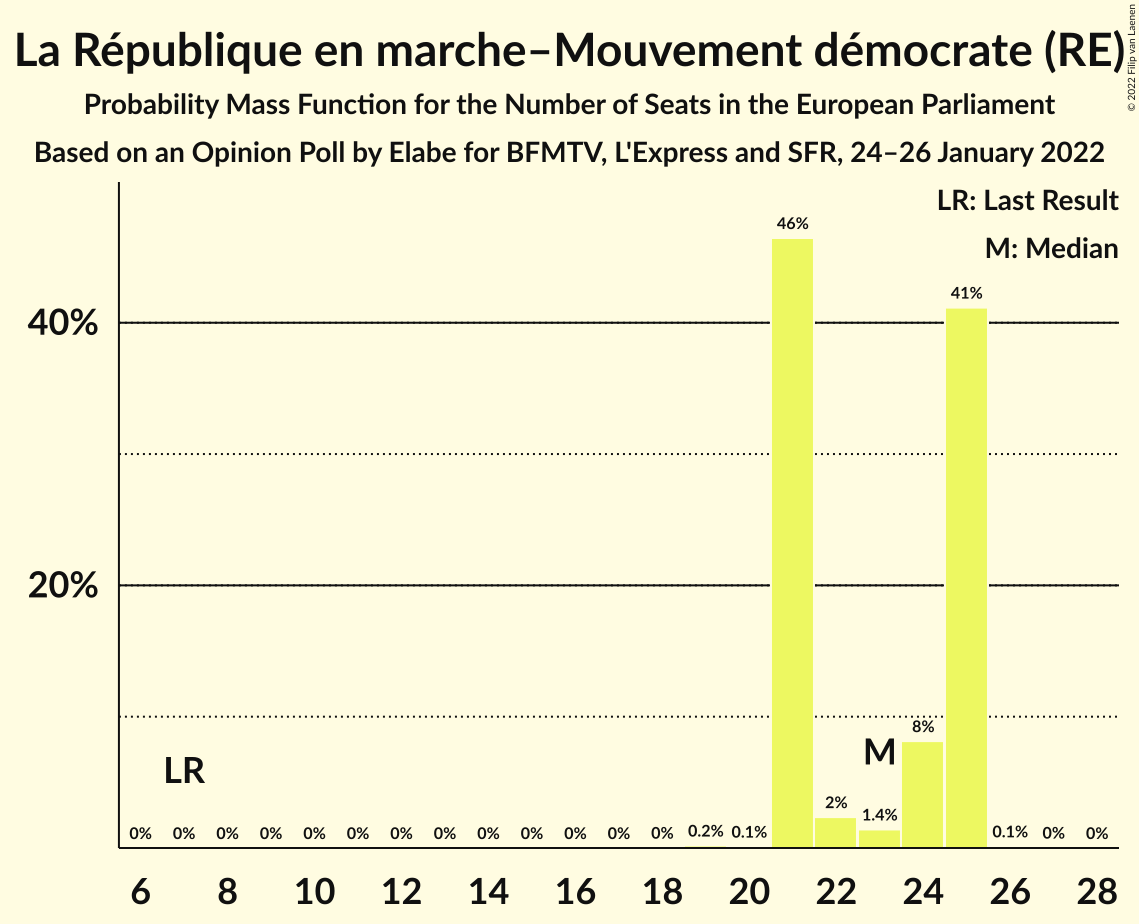 La République en marche–Mouvement démocrate (RE)
© 2022 Filip van Laenen
Probability Mass Function for the Number of Seats in the European Parliament
Based on an Opinion Poll by Elabe for BFMTV, L'Express and SFR, 24–26 January 2022
LR: Last Result
M: Median
46%
41%
40%
20%
8%
M
LR
2%
1.4%
0% 0% 0% 0% 0% 0% 0% 0% 0% 0% 0% 0% 0% 0.2% 0.1% 0.1% 0% 0%
6 8 10 12 14 16 18 20 22 24 26 28